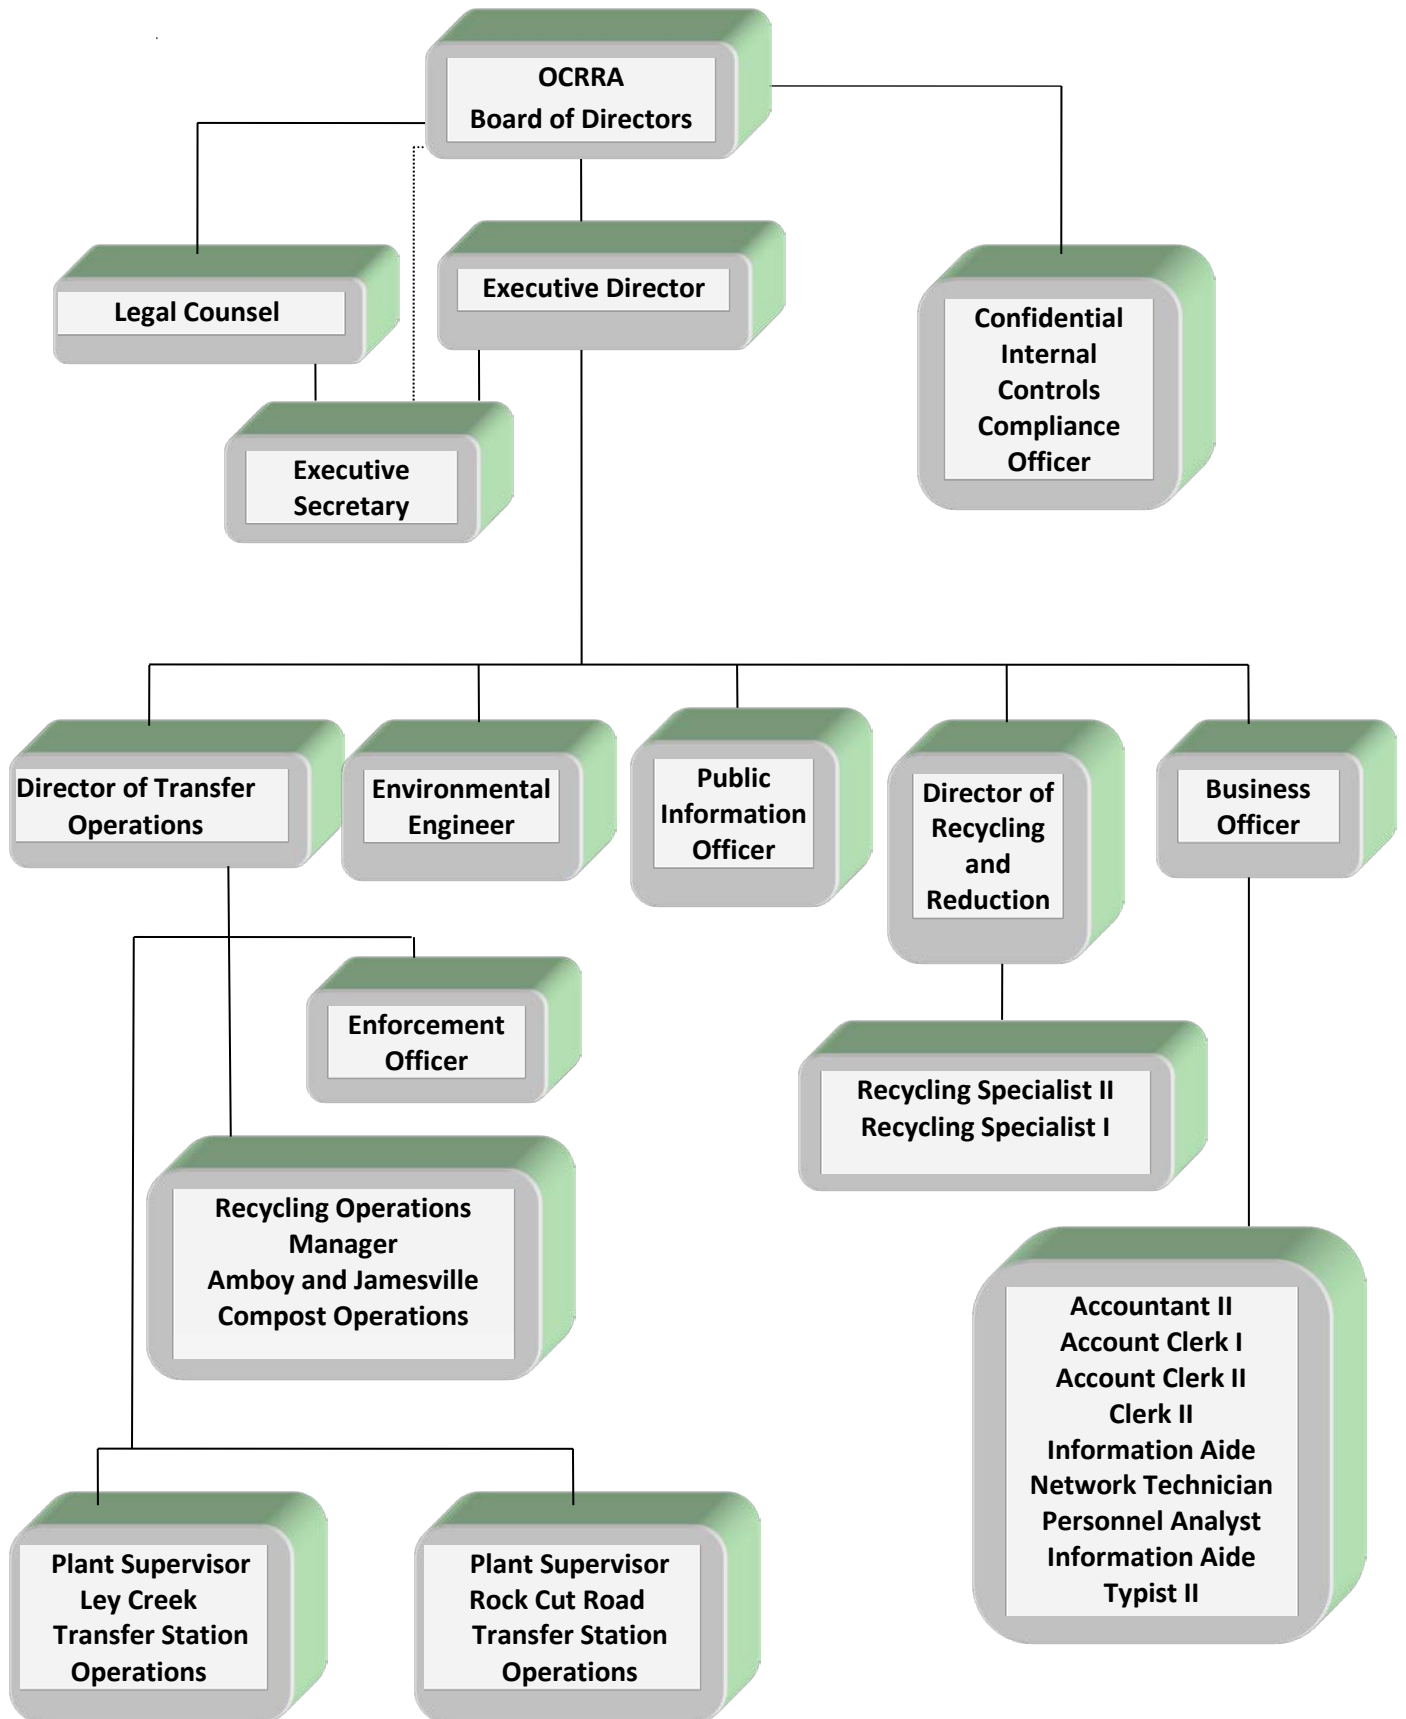 OCRRA
Board of Directors
Legal Counsel
Executive Director
Confidential
Internal
Controls
Compliance
Officer
Executive
Secretary
Director of Transfer
Operations
Environmental
Engineer
Public
Information
Officer
Director of
Recycling
and
Reduction
Business
Officer
Enforcement
Officer
Recycling Specialist II
Recycling Specialist I
Recycling Operations
Manager
Amboy and Jamesville
Compost Operations
Accountant II
Account Clerk I
Account Clerk II
Clerk II
Information Aide
Network Technician
Personnel Analyst
Information Aide
Typist II
Plant Supervisor
Ley Creek
Transfer Station
Operations
Plant Supervisor
Rock Cut Road
Transfer Station
Operations